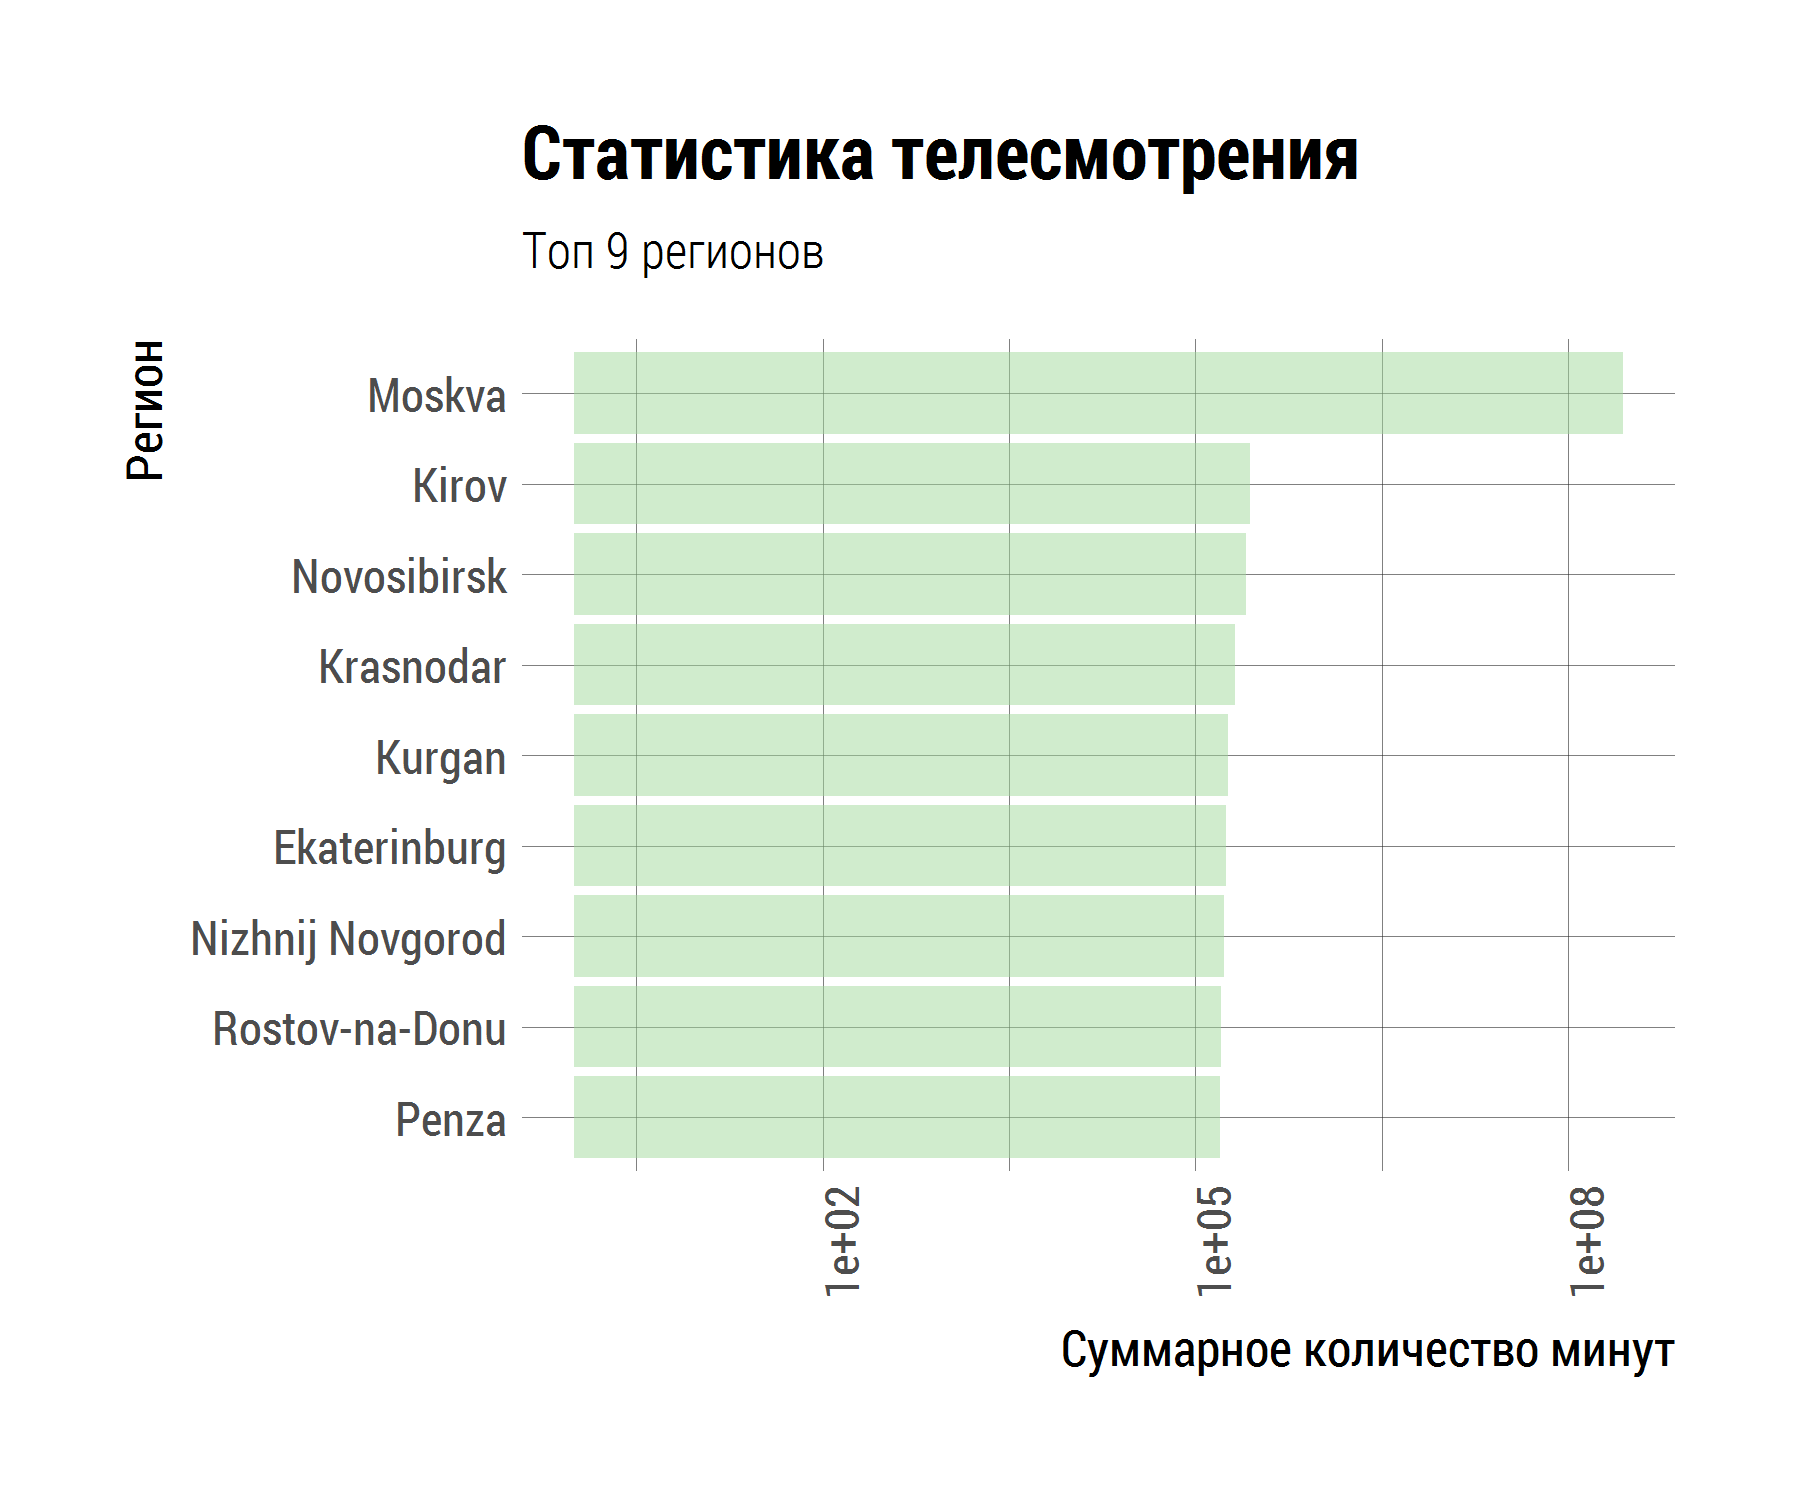 Статистика телесмотрения
Топ 9 регионов
Регион
Moskva
Kirov
Novosibirsk
Krasnodar
Kurgan
Ekaterinburg
Nizhnij Novgorod
Rostov-na-Donu
Penza
1e+02
1e+05
1e+08
Суммарное количество минут